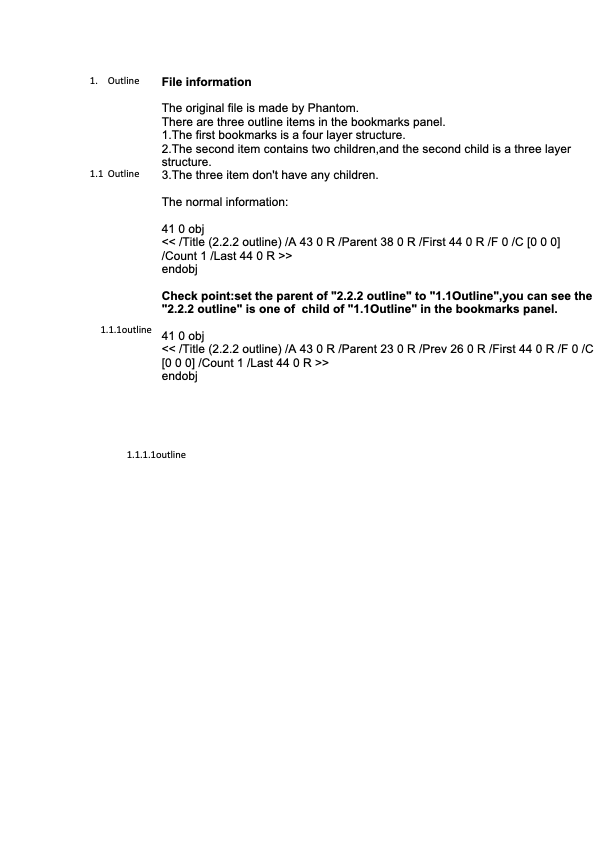 1. Outline
File information
The original file is made by Phantom.
There are three outline items in the bookmarks panel.
1.The first bookmarks is a four layer structure.
2.The second item contains two children,and the second child is a three layer
structure.
1.1 Outline
3.The three item don't have any children.
The normal information:
41 0 obj
<< /Title (2.2.2 outline) /A 43 0 R /Parent 38 0 R /First 44 0 R /F 0 /C [0 0 0]
/Count 1 /Last 44 0 R >>
endobj
Check point:set the parent of "2.2.2 outline" to "1.1Outline",you can see the
"2.2.2 outline" is one of  child of "1.1Outline" in the bookmarks panel.
1.1.1outline
41 0 obj
<< /Title (2.2.2 outline) /A 43 0 R /Parent 23 0 R /Prev 26 0 R /First 44 0 R /F 0 /C
[0 0 0] /Count 1 /Last 44 0 R >>
endobj
1.1.1.1outline